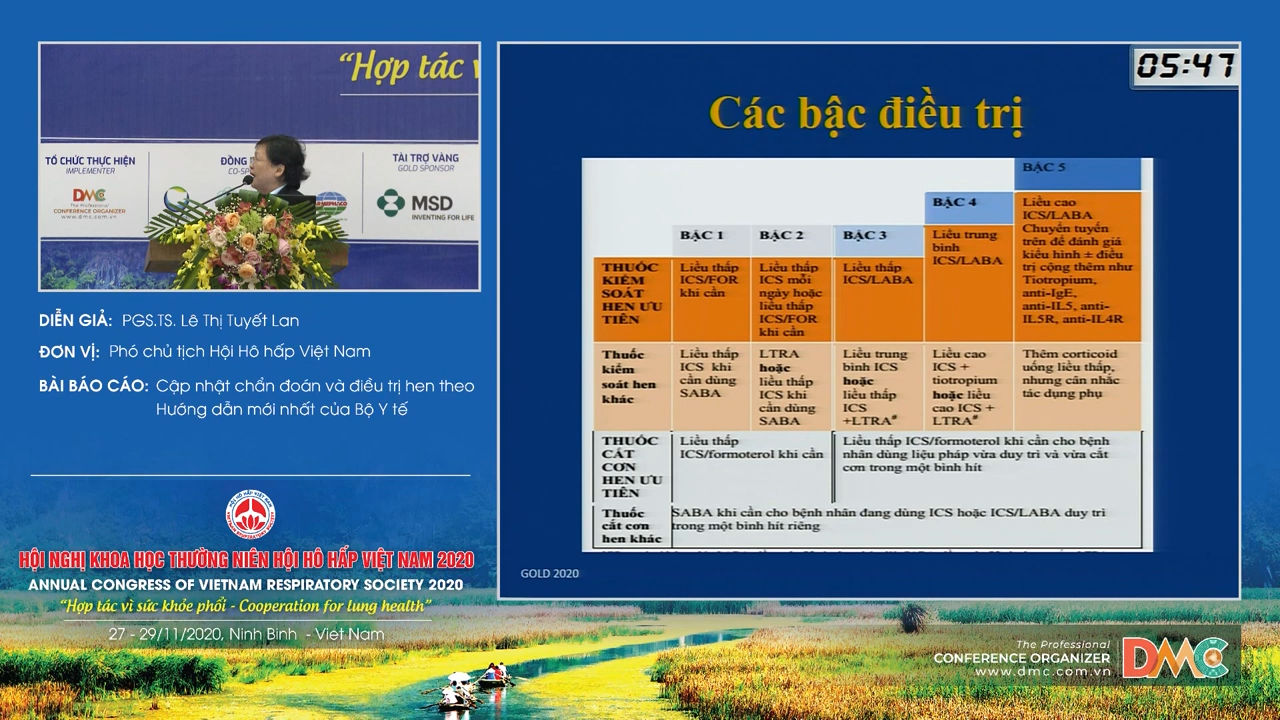 “Hợp tác v
TỔ CHỨC THỰC HIỆN
IMPLEMENTER
DMC
The Professional
CONFERENCE ORGANIZER
www.dmc.com.vn
ĐỒNG
CO-SP
TÀI TRỢ VÀNG
GOLD SPONSOR
MSD
INVENTING FOR LIFE
DIỄN GIẢ: PGS.TS. Lê Thị Tuyết Lan
ĐƠN VỊ: Phó chủ tịch Hội Hô hấp Việt Nam
BÀI BÁO CÁO: Cập nhật chẩn đoán và điều trị hen theo
Hướng dẫn mới nhất của Bộ Y tế
HỘI NGHỊ KHOA HỌC THƯỜNG NIÊN HỘI HÔ HẤP VIỆT NAM 2020
ANNUAL CONGRESS OF VIETNAM RESPIRATORY SOCIETY 2020
“Hợp tác vì sức khỏe phổi - Cooperation for lung health”
27 - 29/11/2020, Ninh Binh - Viet Nam
05:47
Các bậc điều trị
BẬC 1
BẬC 2
BẬC 3
BẬC 4
BẬC 5
THUỐC
KIỂM
SOÁT
HEN ƯU
TIÊN
Liều thấp
ICS/FOR
khi cần
Liều thấp
ICS mỗi
ngày hoặc
liều thấp
ICS/FOR
khi cần
Liều thấp
ICS/LABA
Liều trung
bình
ICS/LABA
Liều cao
ICS/LABA
Chuyển tuyến
trên để đánh giá
kiểu hình ± điều
trị cộng thêm như
Tiotropium,
anti-IgE,
anti-IL5, anti-
IL5R, anti-IL4R
Thuốc
kiểm
soát hen
khác
Liều thấp
ICS khi
cần dùng
SABA
LTRA
hoặc
liều thấp
ICS khi
cần dùng
SABA
Liều trung
bình ICS
hoặc
liều thấp
ICS
+LTRA#
Liều cao
ICS +
tiotropium
hoặc liều
cao ICS +
LTRA#
Thêm corticoid
uống liều thấp,
nhưng cân nhắc
tác dụng phụ
THUỐC
CẮT
CƠN
HEN ƯU
TIÊN
Liều thấp
ICS/formoterol khi cần
Liều thấp ICS/formoterol khi cần cho bệnh
nhân dùng liệu pháp vừa duy trì và vừa cắt
cơn trong một bình hít
Thuốc
cắt cơn
hen khác
SABA khi cần cho bệnh nhân đang dùng ICS hoặc ICS/LABA duy trì
trong một bình hít riêng
GOLD 2020
The Professional
CONFERENCE ORGANIZER
www.dmc.com.vn
DMC